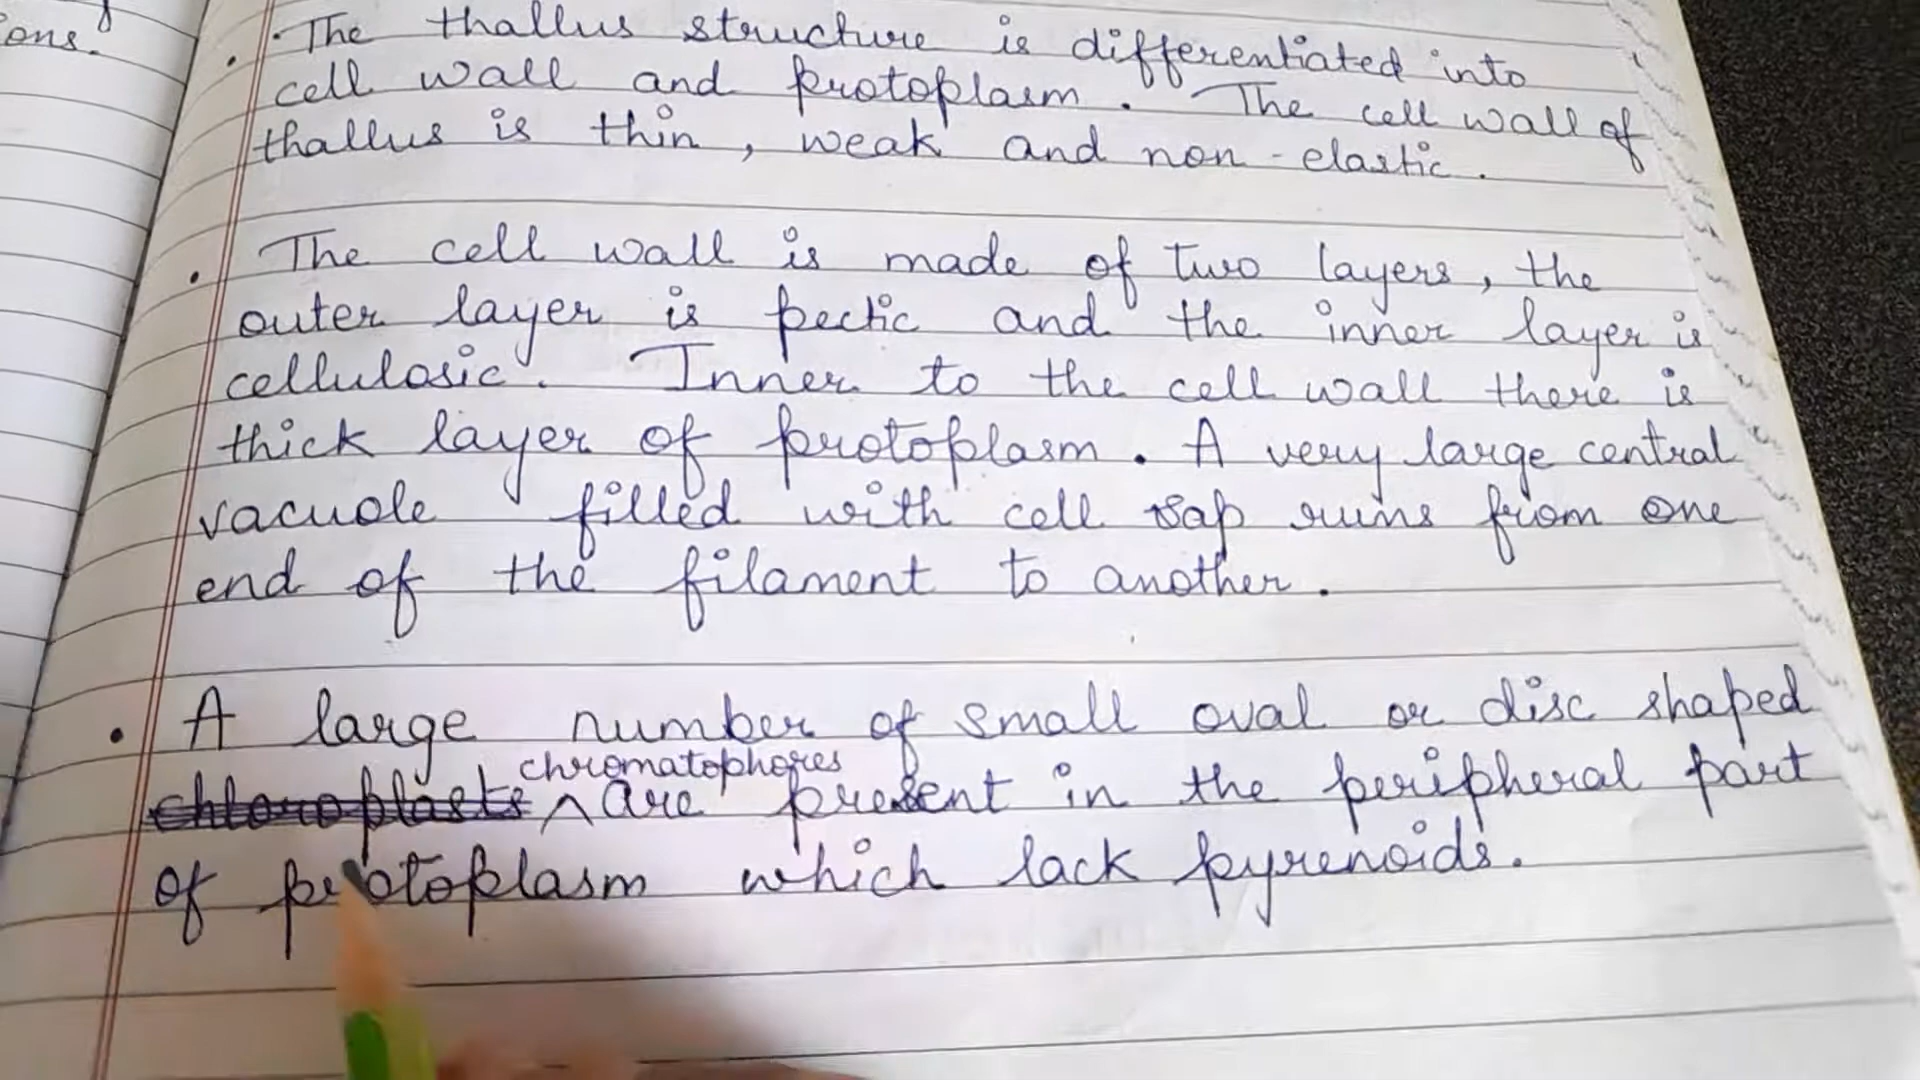 ons.
• The thallus structure is differentiated into
cell wall and protoplasm. The cell wall of
thallus is thin, weak and non-elastic.
• The cell wall is made of two layers, the
outer layer is pectic and the inner layer is
cellulosic. Inner to the cell wall there is
thick layer of protoplasm. A very large central
vacuole filled with cell sap runs from one
end of the filament to another.
• A large number of small oval or disc shaped
chromatophores
chloroplasts ^ are present in the peripheral part
of protoplasm which lack pyrenoids.